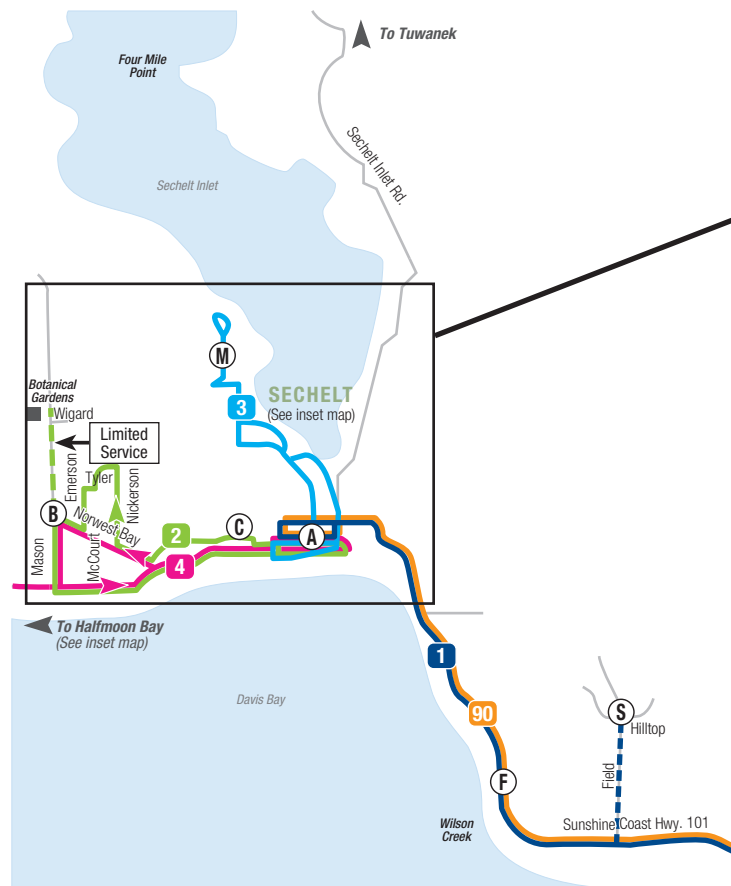 To Tuwanek
Four Mile
Point
Sechelt Inlet Rd.
Sechelt Inlet
M
Botanical
Gardens
SECHELT
(See inset map)
3
Wigard
Limited
Service
Emerson
Tyler
Nickerson
B
Norwest Bay
C
2
A
Mason
McCourt
4
To Halfmoon Bay
(See inset map)
1
Davis Bay
90
S
Hilltop
Field
F
Wilson
Creek
Sunshine Coast Hwy. 101